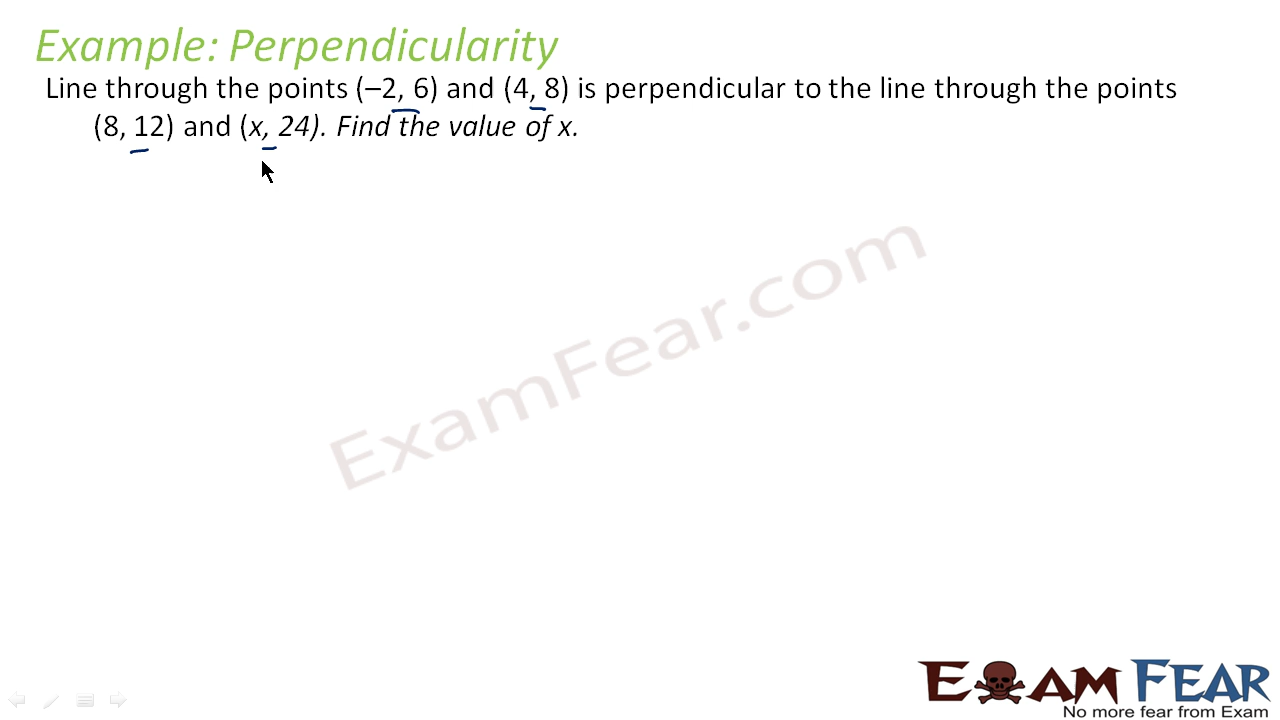 Example: Perpendicularity
Line through the points (–2, 6) and (4, 8) is perpendicular to the line through the points
(8, 12) and (x, 24). Find the value of x.
ExamFear.com
EXAM FEAR
No more fear from Exam